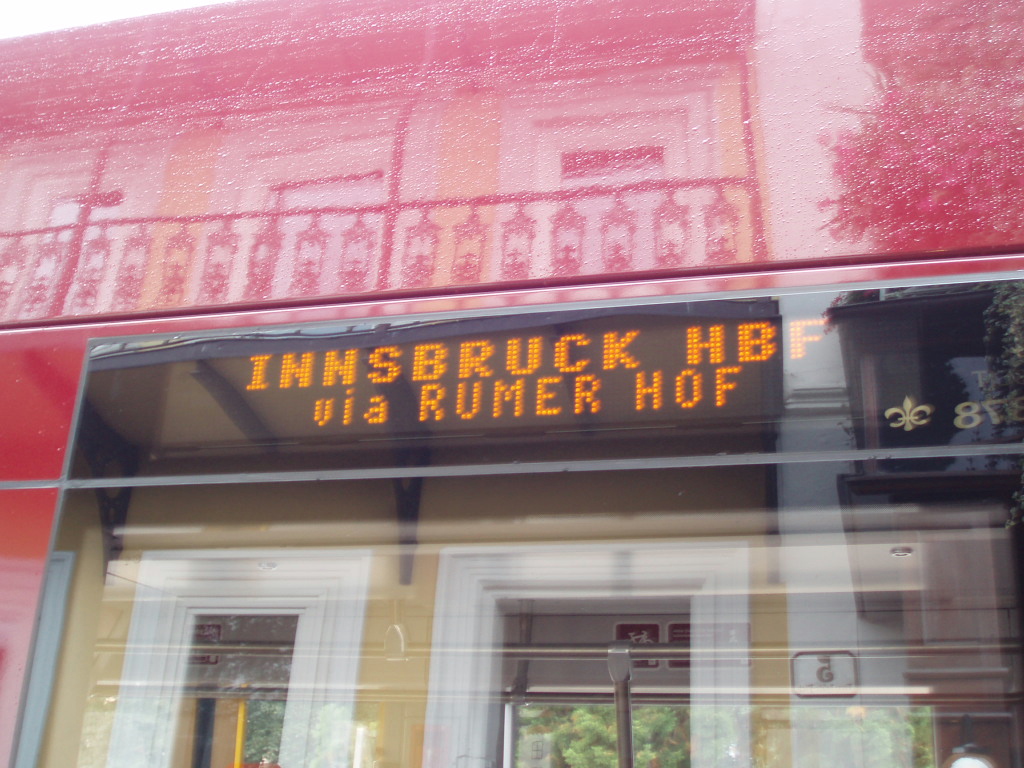 INNSBRUCK HBF
via RUMER HOF